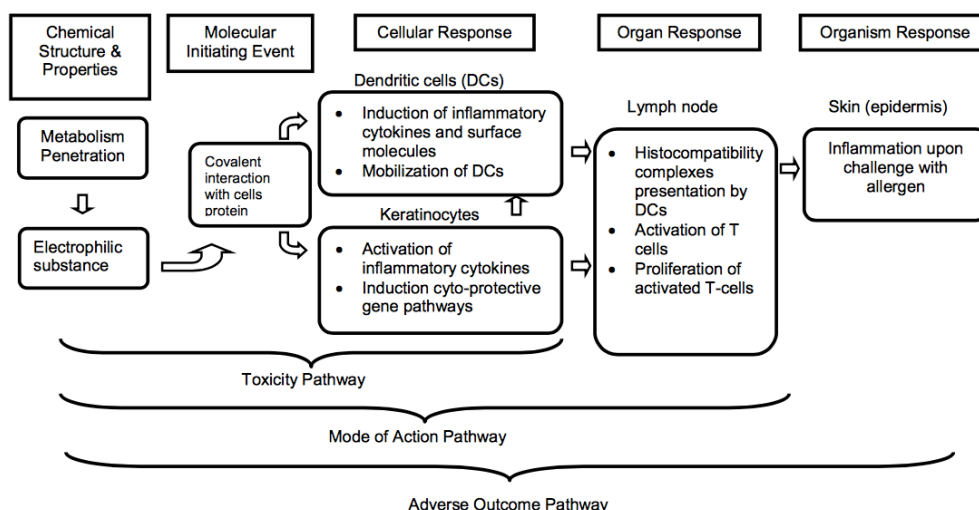 Chemical
Structure &
Properties
Molecular
Initiating Event
Cellular Response
Organ Response
Organism Response
Metabolism
Penetration
Electrophilic
substance
Covalent
interaction
with cells
protein
Dendritic cells (DCs)
• Induction of inflammatory
cytokines and surface
molecules
• Mobilization of DCs
Keratinocytes
• Activation of
inflammatory cytokines
• Induction cyto-protective
gene pathways
Lymph node
• Histocompatibility
complexes
presentation by
DCs
• Activation of T
cells
• Proliferation of
activated T-cells
Skin (epidermis)
Inflammation upon
challenge with
allergen
Toxicity Pathway
Mode of Action Pathway
Adverse Outcome Pathway